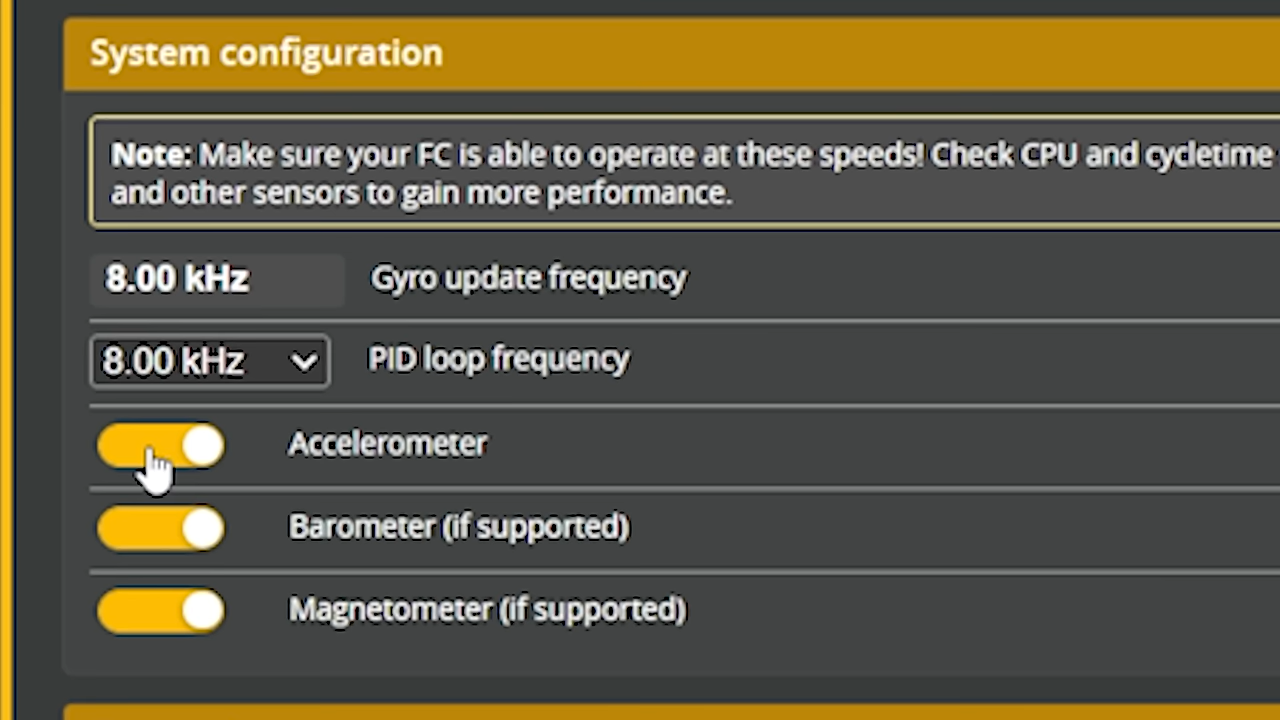 System configuration
Note: Make sure your FC is able to operate at these speeds! Check CPU and cycletime
and other sensors to gain more performance.
8.00 kHz Gyro update frequency
8.00 kHz PID loop frequency
Accelerometer
Barometer (if supported)
Magnetometer (if supported)